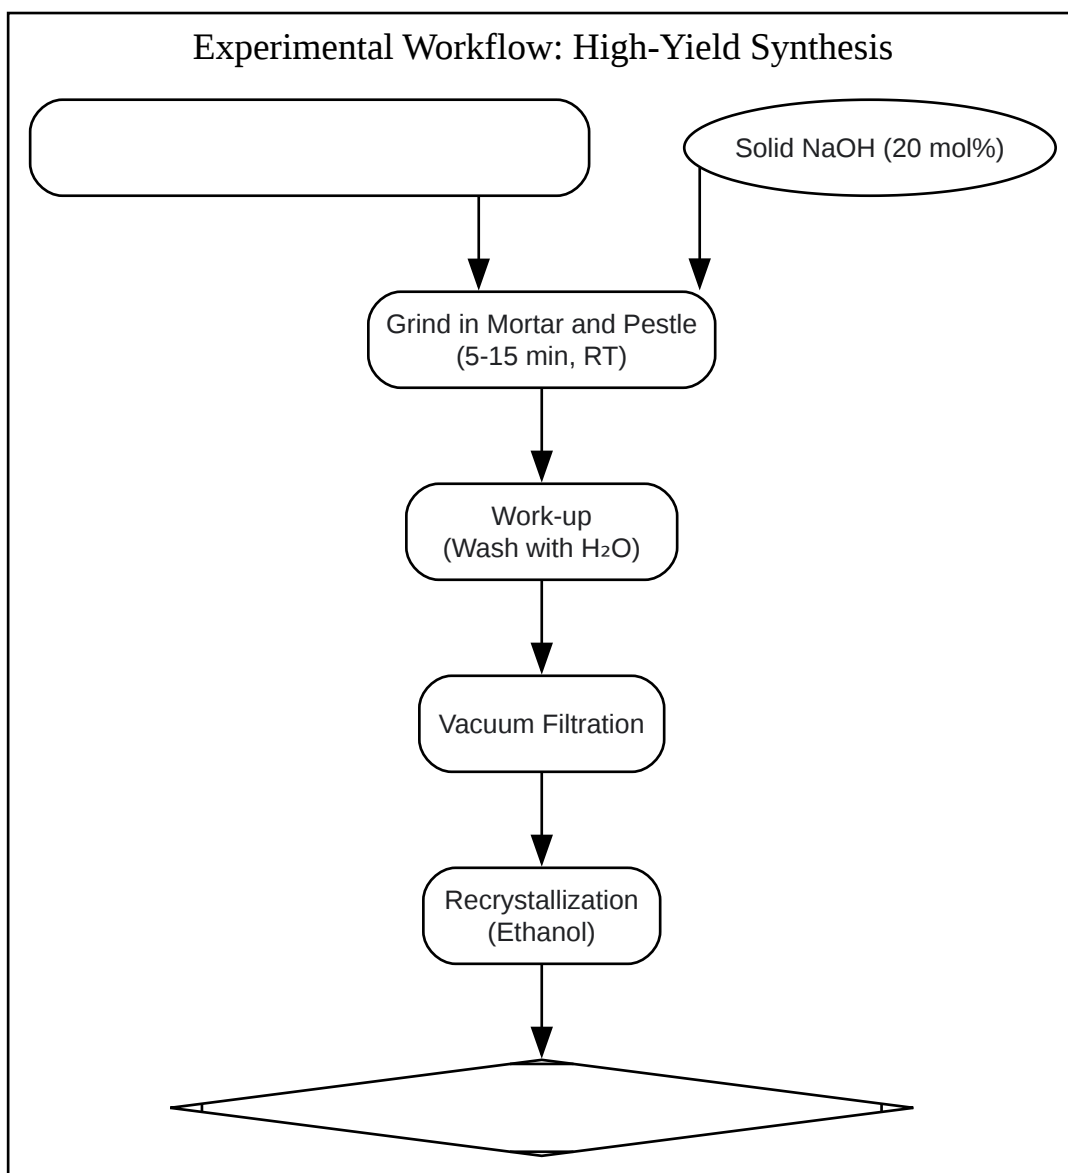 Experimental Workflow: High-Yield Synthesis
Solid NaOH (20 mol%)
Grind in Mortar and Pestle
(5-15 min, RT)
Work-up
(Wash with H₂O)
Vacuum Filtration
Recrystallization
(Ethanol)